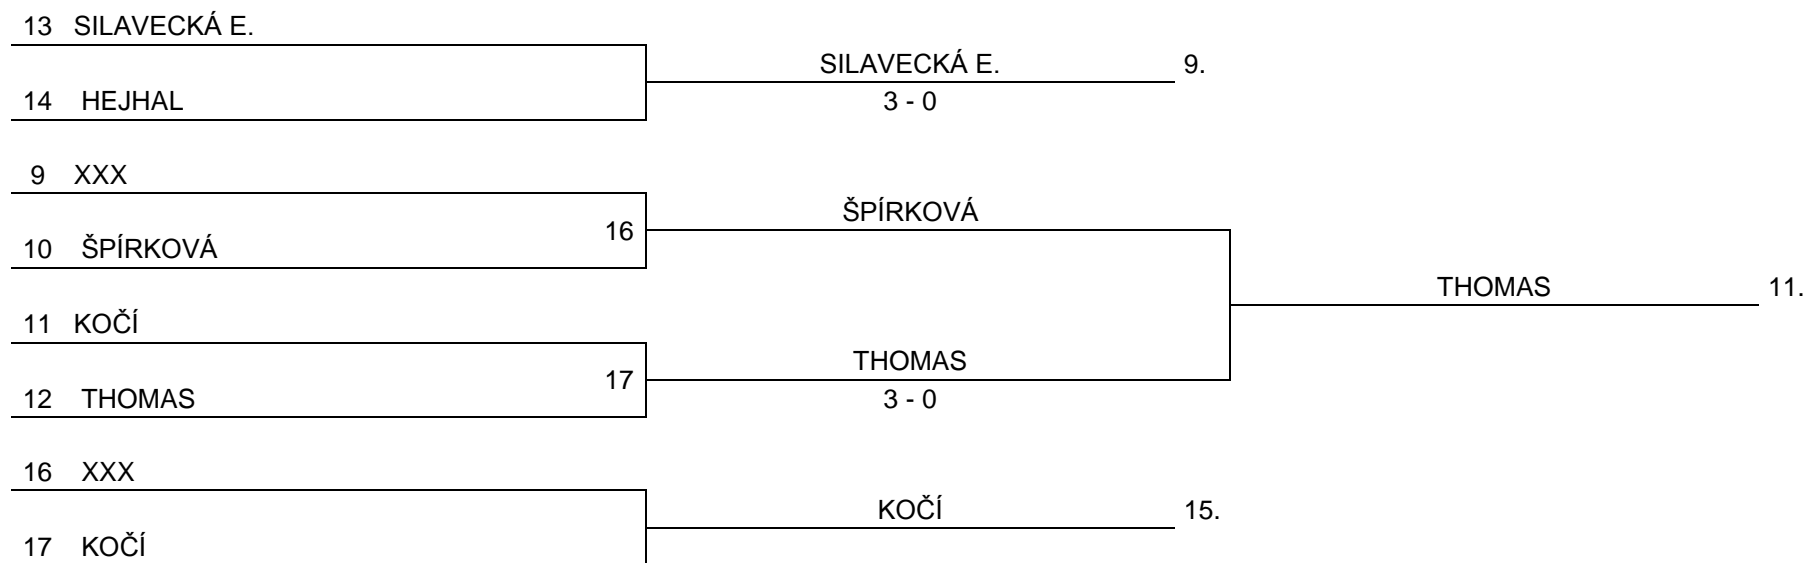 13 SILAVECKÁ E.
SILAVECKÁ E. 9.
14 HEJHAL
3 - 0
9 XXX
ŠPÍRKOVÁ
16
10 ŠPÍRKOVÁ
THOMAS 11.
11 KOČÍ
THOMAS
17
12 THOMAS
3 - 0
16 XXX
KOČÍ 15.
17 KOČÍ